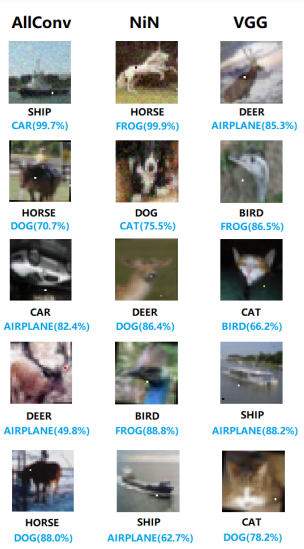 AllConv NiN VGG
SHIP HORSE DEER
CAR(99.7%) FROG(99.9%) AIRPLANE(85.3%)
HORSE DOG BIRD
DOG(70.7%) CAT(75.5%) FROG(86.5%)
CAR DEER CAT
AIRPLANE(82.4%) DOG(86.4%) BIRD(66.2%)
DEER BIRD SHIP
AIRPLANE(49.8%) FROG(88.8%) AIRPLANE(88.2%)
HORSE SHIP CAT
DOG(88.0%) AIRPLANE(62.7%) DOG(78.2%)